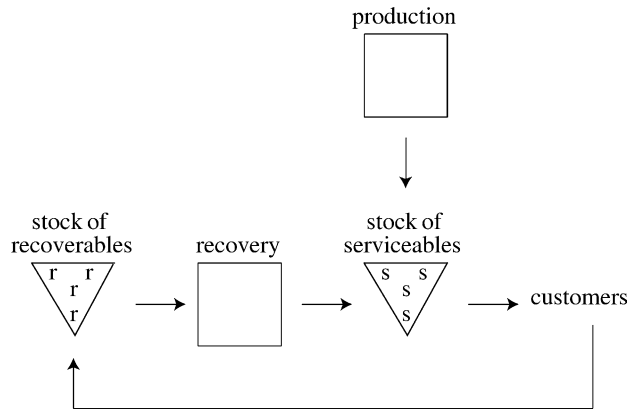 production
stock of
recoverables
recovery
stock of
serviceables
r r
r
r
s s
s
s
customers